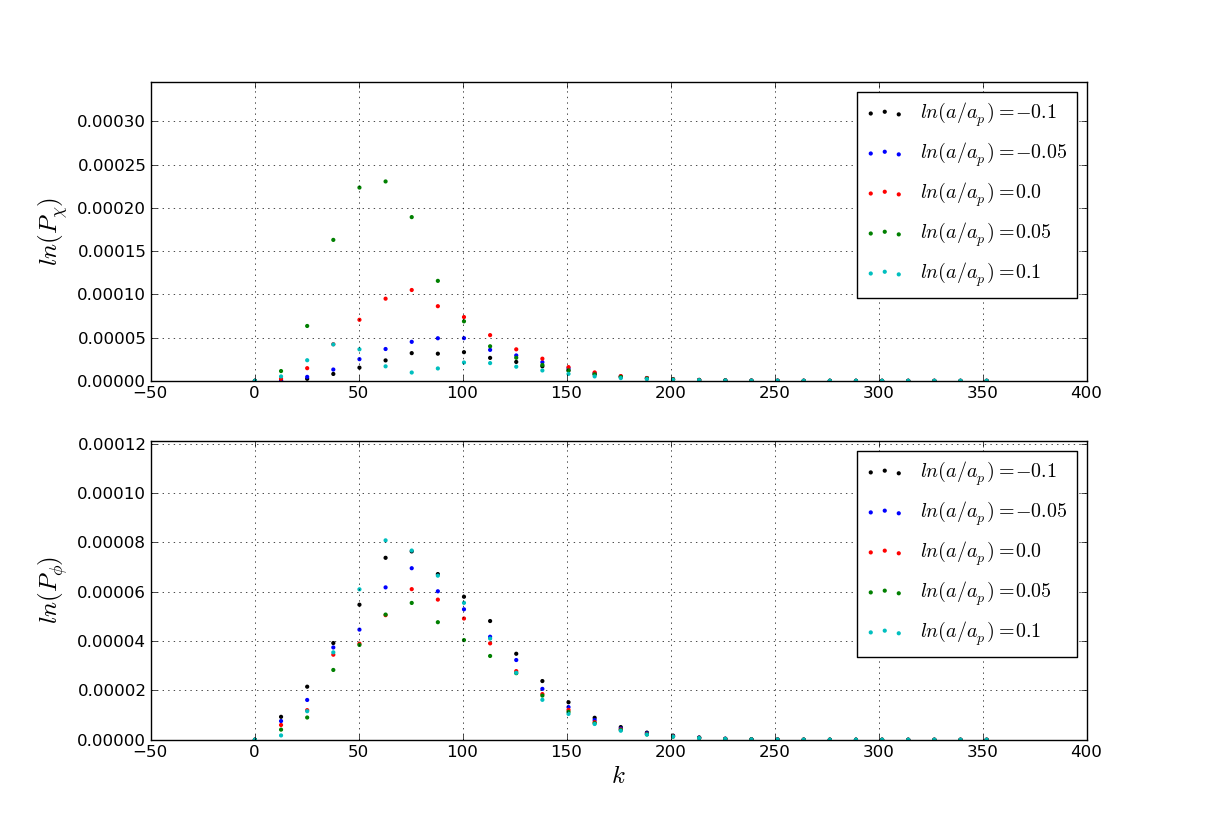 0.00030
0.00025
0.00020
0.00015
0.00010
0.00005
0.00000
ln(P_χ)
−50 0 50 100 150 200 250 300 350 400
ln(a/a_p)=−0.1
ln(a/a_p)=−0.05
ln(a/a_p)=0.0
ln(a/a_p)=0.05
ln(a/a_p)=0.1
0.00012
0.00010
0.00008
0.00006
0.00004
0.00002
0.00000
ln(P_ϕ)
−50 0 50 100 150 200 250 300 350 400
k
ln(a/a_p)=−0.1
ln(a/a_p)=−0.05
ln(a/a_p)=0.0
ln(a/a_p)=0.05
ln(a/a_p)=0.1